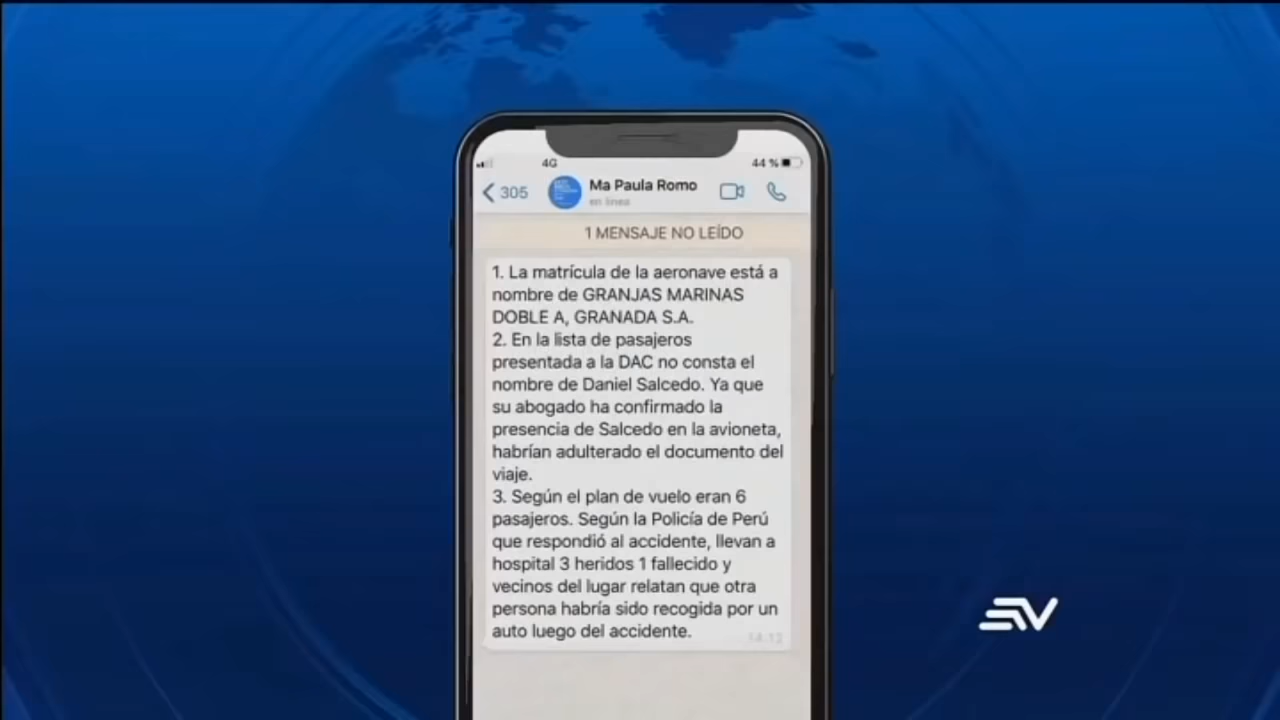 4G
44 %
305
Ma Paula Romo
en línea
1 MENSAJE NO LEÍDO
1. La matrícula de la aeronave está a
nombre de GRANJAS MARINAS
DOBLE A, GRANADA S.A.
2. En la lista de pasajeros
presentada a la DAC no consta el
nombre de Daniel Salcedo. Ya que
su abogado ha confirmado la
presencia de Salcedo en la avioneta,
habrían adulterado el documento del
viaje.
3. Según el plan de vuelo eran 6
pasajeros. Según la Policía de Perú
que respondió al accidente, llevan a
hospital 3 heridos 1 fallecido y
vecinos del lugar relatan que otra
persona habría sido recogida por un
auto luego del accidente.
14:12